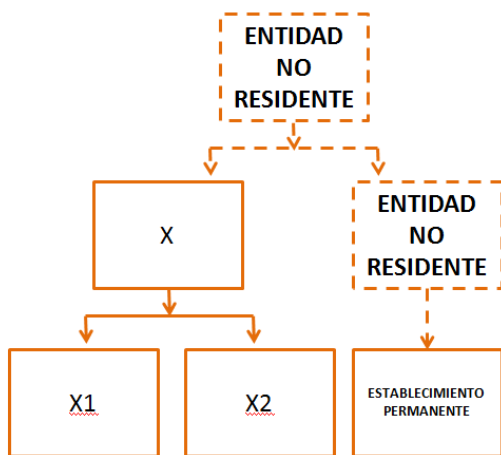 ENTIDAD
NO
RESIDENTE
X
ENTIDAD
NO
RESIDENTE
X1
X2
ESTABLECIMIENTO
PERMANENTE